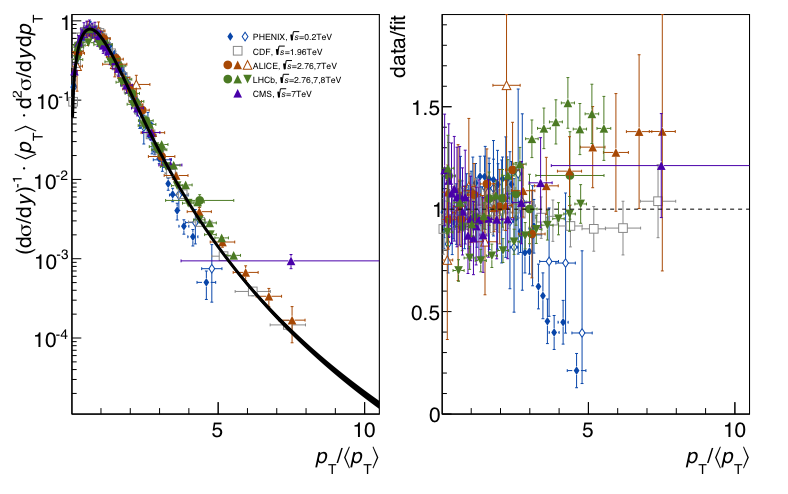 (dσ/dy)⁻¹ · ⟨p_T⟩ · d²σ/dydp_T
1
10⁻¹
10⁻²
10⁻³
10⁻⁴
PHENIX, √s=0.2TeV
CDF, √s=1.96TeV
ALICE, √s=2.76,7TeV
LHCb, √s=2.76,7,8TeV
CMS, √s=7TeV
5
10
p_T/⟨p_T⟩
data/fit
1.5
1
0.5
0
5
10
p_T/⟨p_T⟩